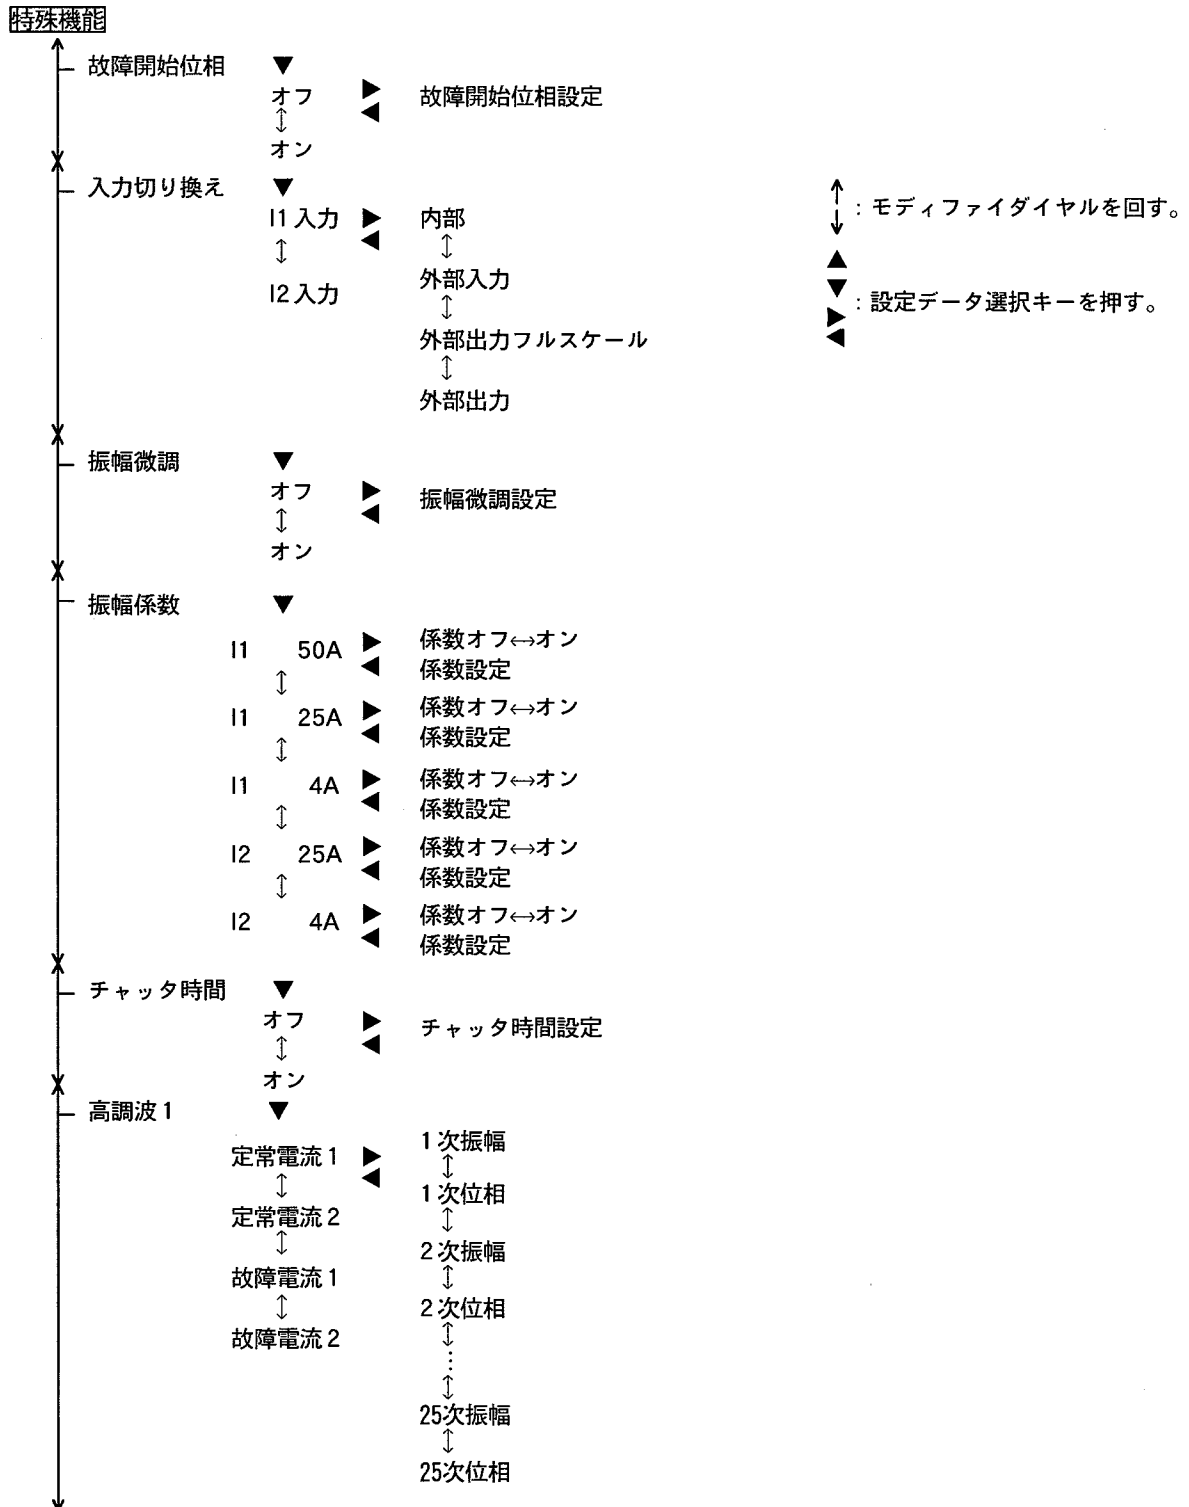 特殊機能
故障開始位相 ▼
オフ ▶ ◀ 故障開始位相設定
↕
オン
入力切り換え ▼
I1入力 ▶ ◀ 内部
↕ ↕
I2入力 外部入力
↕
外部出力フルスケール
↕
外部出力
↕ : モディファイダイヤルを回す。
▲ ▼ ▶ ◀ : 設定データ選択キーを押す。
振幅微調 ▼
オフ ▶ ◀ 振幅微調設定
↕
オン
振幅係数 ▼
I1 50A ▶ 係数オフ↔オン
↕ ◀ 係数設定
I1 25A ▶ 係数オフ↔オン
↕ ◀ 係数設定
I1 4A ▶ 係数オフ↔オン
↕ ◀ 係数設定
I2 25A ▶ 係数オフ↔オン
↕ ◀ 係数設定
I2 4A ▶ 係数オフ↔オン
◀ 係数設定
チャッタ時間 ▼
オフ ▶ ◀ チャッタ時間設定
↕
オン
高調波1 ▼
定常電流1 ▶ ◀ 1次振幅
↕ ↕
定常電流2 1次位相
↕ ↕
故障電流1 2次振幅
↕ ↕
故障電流2 2次位相
↕
⋮
↕
25次振幅
↕
25次位相